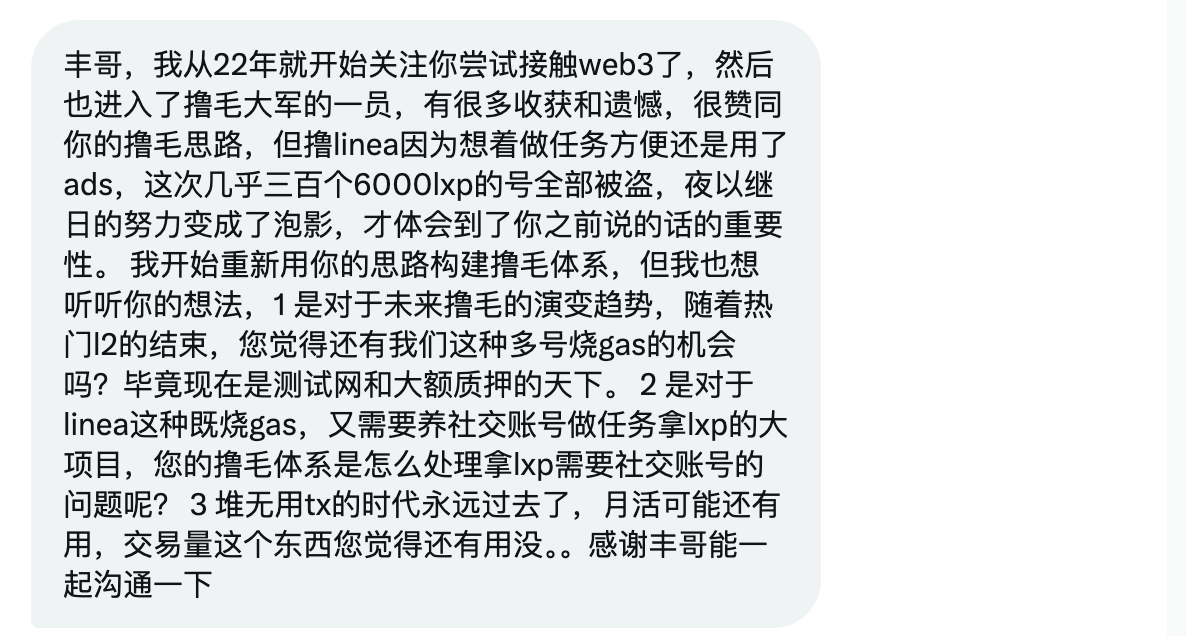 丰哥，我从22年就开始关注你尝试接触web3了，然后
也进入了撸毛大军的一员，有很多收获和遗憾，很赞同
你的撸毛思路，但撸linea因为想着做任务方便还是用了
ads，这次几乎三百个6000lxp的号全部被盗，夜以继
日的努力变成了泡影，才体会到了你之前说的话的重要
性。 我开始重新用你的思路构建撸毛体系，但我也想
听听你的想法，1 是对于未来撸毛的演变趋势，随着热
门l2的结束，您觉得还有我们这种多号烧gas的机会
吗？毕竟现在是测试网和大额质押的天下。 2 是对于
linea这种既烧gas，又需要养社交账号做任务拿lxp的大
项目，您的撸毛体系是怎么处理拿lxp需要社交账号的
问题呢？ 3 堆无用tx的时代永远过去了，月活可能还有
用，交易量这个东西您觉得还有用没。。感谢丰哥能一
起沟通一下